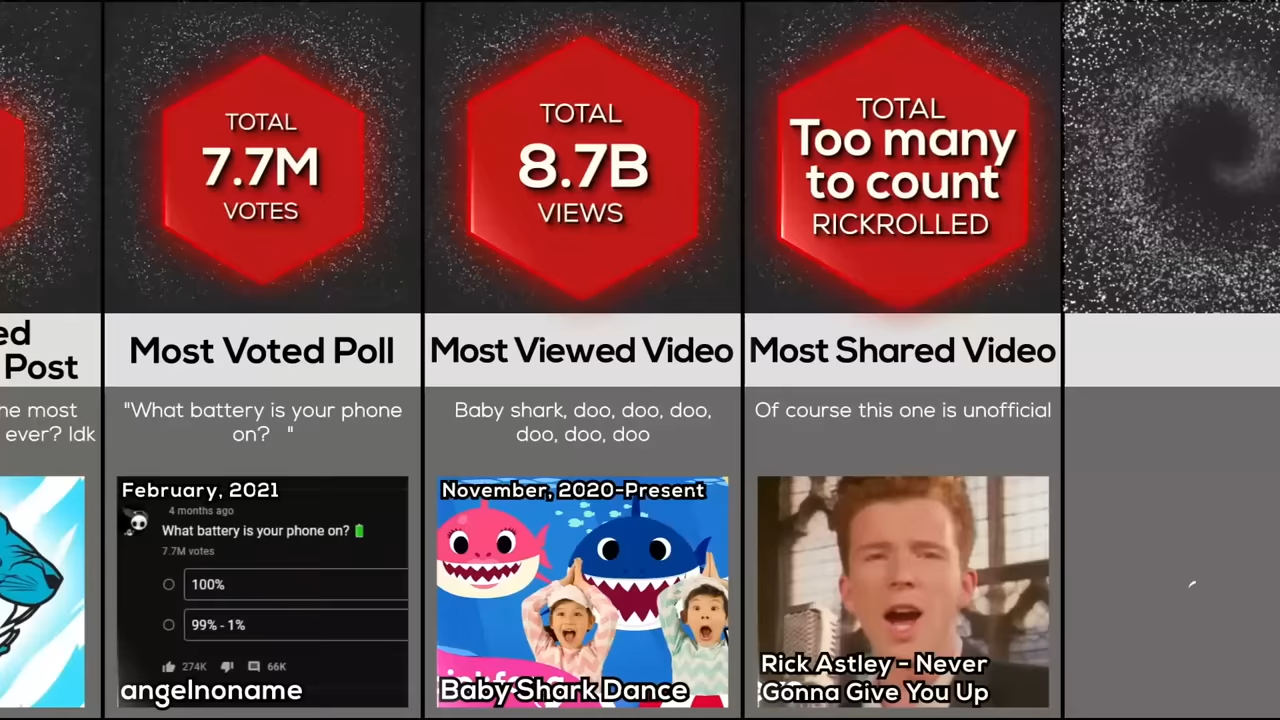 ed
Post
he most
ever? Idk
TOTAL
7.7M
VOTES
Most Voted Poll
"What battery is your phone
on? "
February, 2021
4 months ago
What battery is your phone on?
7.7M votes
100%
99% - 1%
274K 66K
angelnoname
TOTAL
8.7B
VIEWS
Most Viewed Video
Baby shark, doo, doo, doo,
doo, doo, doo
November, 2020-Present
Baby Shark Dance
TOTAL
Too many
to count
RICKROLLED
Most Shared Video
Of course this one is unofficial
Rick Astley - Never
Gonna Give You Up